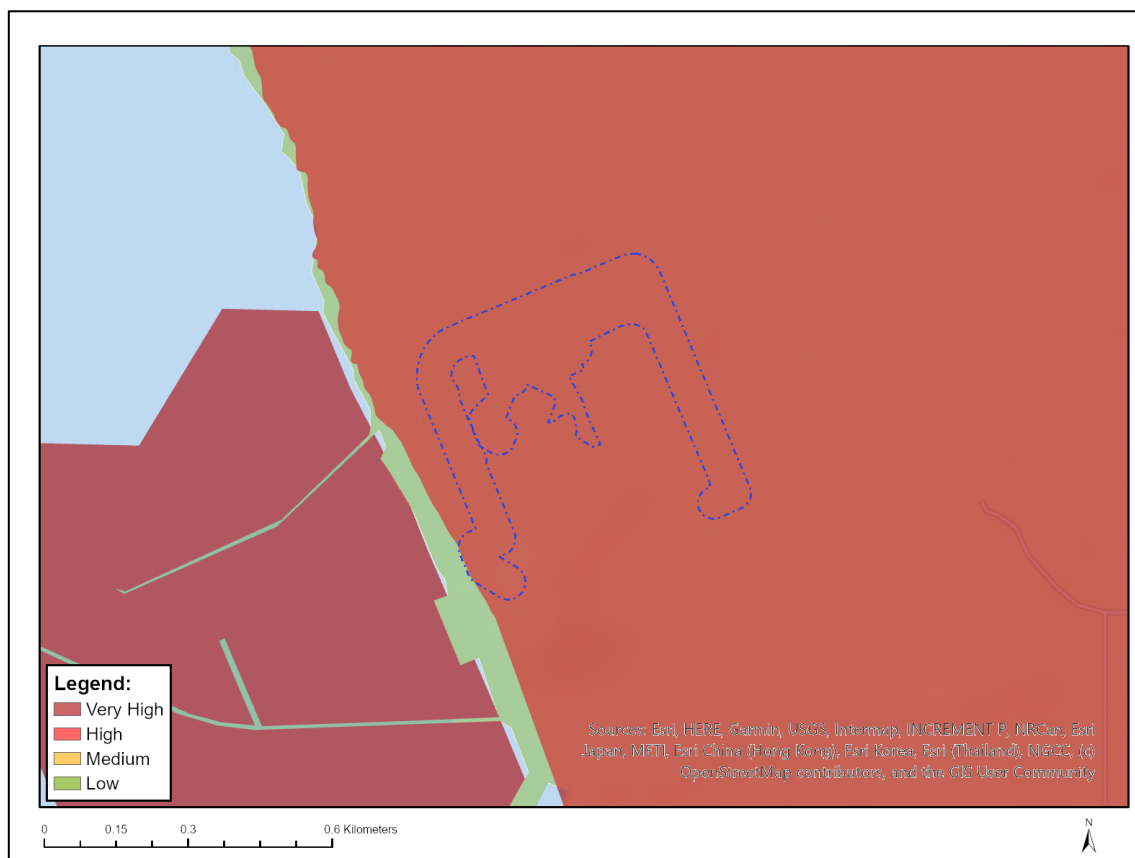 Legend:
Very High
High
Medium
Low
Sources: Esri, HERE, Garmin, USGS, Intermap, INCREMENT P, NRCan, Esri
Japan, METI, Esri China (Hong Kong), Esri Korea, Esri (Thailand), NGCC, (c)
OpenStreetMap contributors, and the GIS User Community
0 0.15 0.3 0.6 Kilometers
N